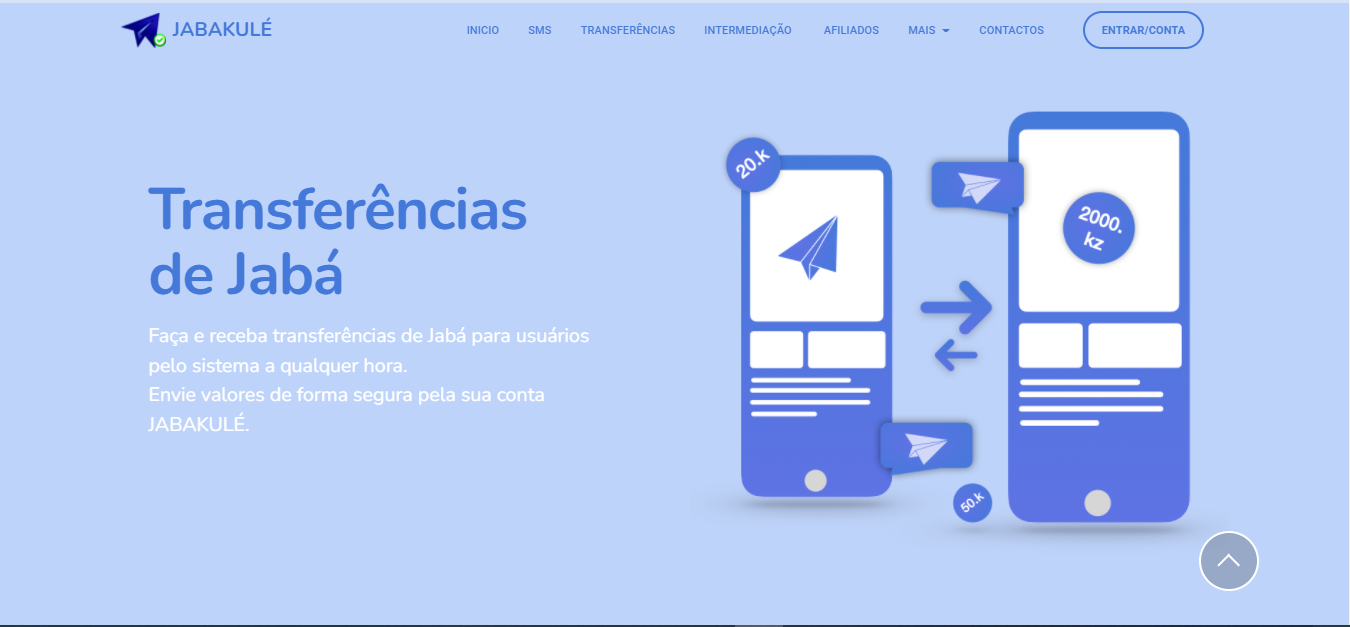 JABAKULÉ
INICIO
SMS
TRANSFERÊNCIAS
INTERMEDIAÇÃO
AFILIADOS
MAIS
CONTACTOS
ENTRAR/CONTA
Transferências
de Jabá
Faça e receba transferências de Jabá para usuários
pelo sistema a qualquer hora.
Envie valores de forma segura pela sua conta
JABAKULÉ.
20.k
2000.
kz
50.k